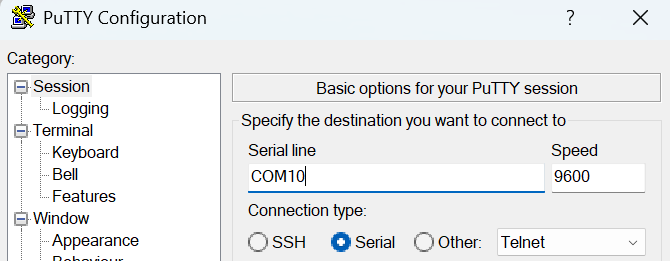 PuTTY Configuration ?
Category:
Session
Logging
Terminal
Keyboard
Bell
Features
Window
Appearance
Behaviour
Basic options for your PuTTY session
Specify the destination you want to connect to
Serial line Speed
COM10 9600
Connection type:
SSH Serial Other: Telnet